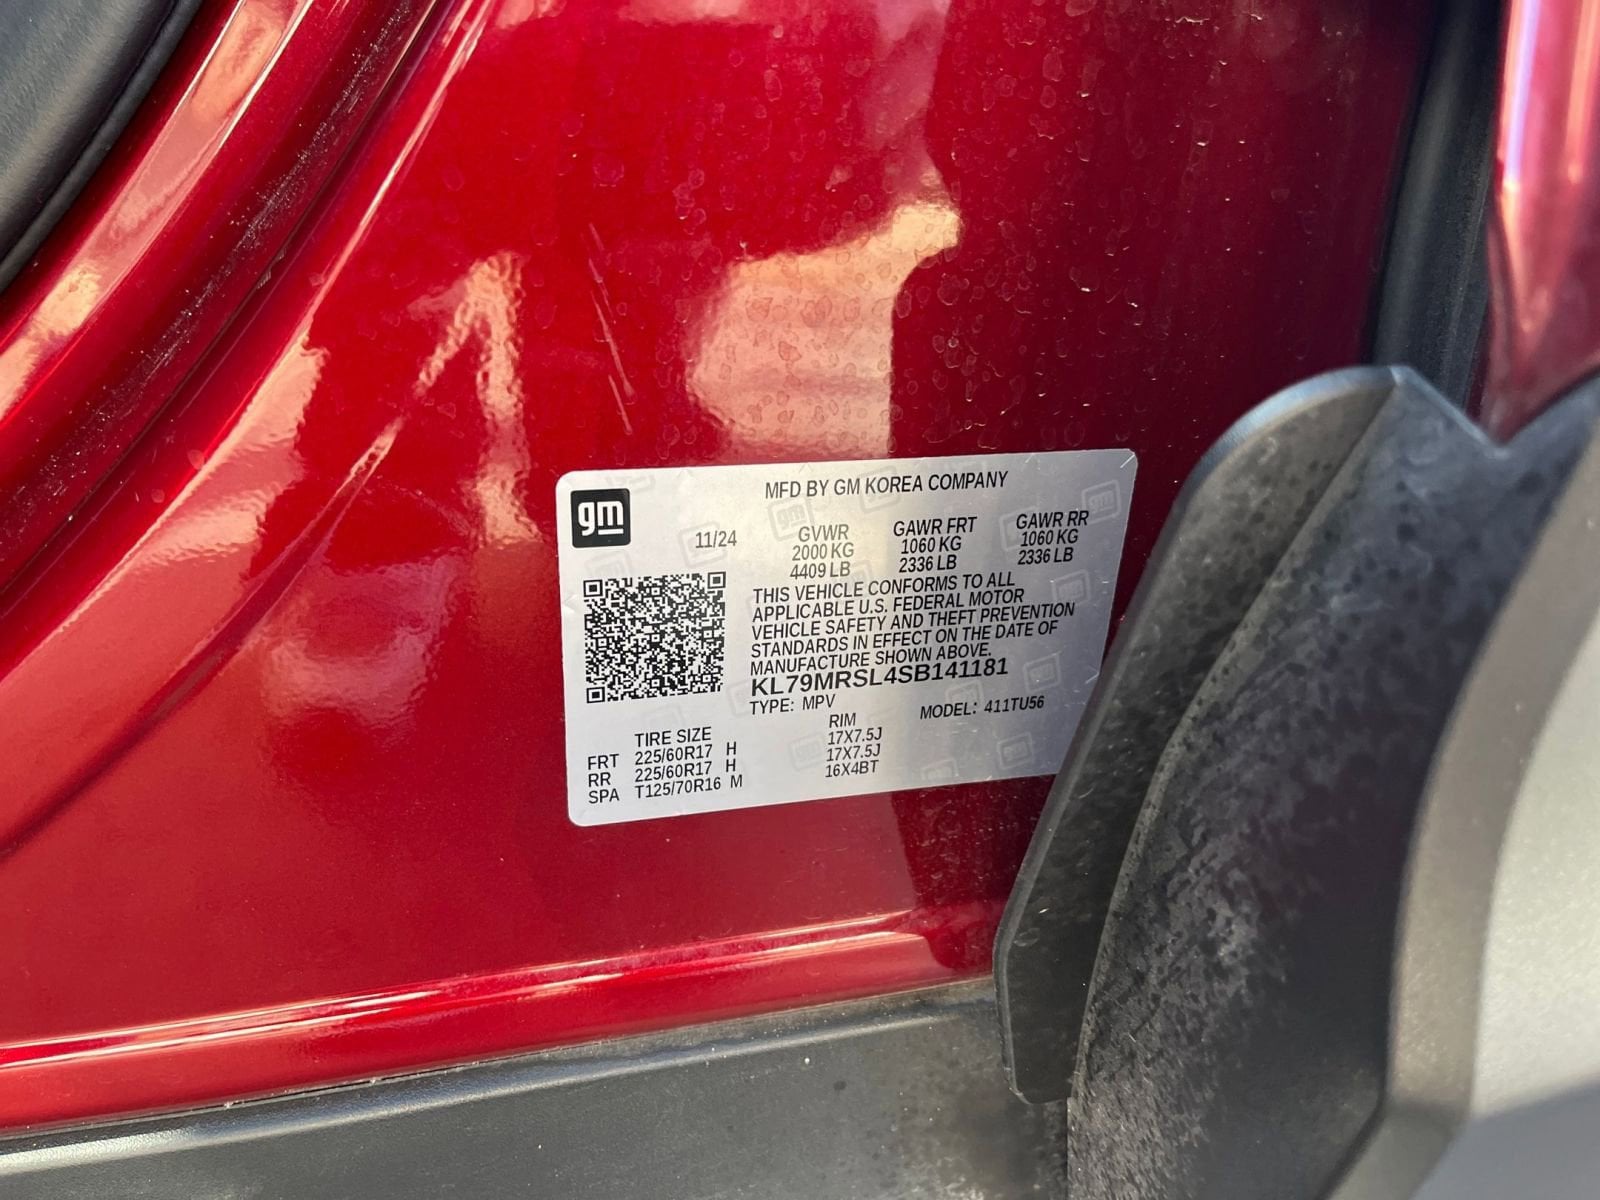 gm
MFD BY GM KOREA COMPANY
11/24
GVWR GAWR FRT GAWR RR
2000 KG 1060 KG 1060 KG
4409 LB 2336 LB 2336 LB
THIS VEHICLE CONFORMS TO ALL
APPLICABLE U.S. FEDERAL MOTOR
VEHICLE SAFETY AND THEFT PREVENTION
STANDARDS IN EFFECT ON THE DATE OF
MANUFACTURE SHOWN ABOVE.
KL79MRSL4SB141181
TYPE: MPV MODEL: 411TU56
TIRE SIZE RIM
FRT 225/60R17 H 17X7.5J
RR 225/60R17 H 17X7.5J
SPA T125/70R16 M 16X4BT